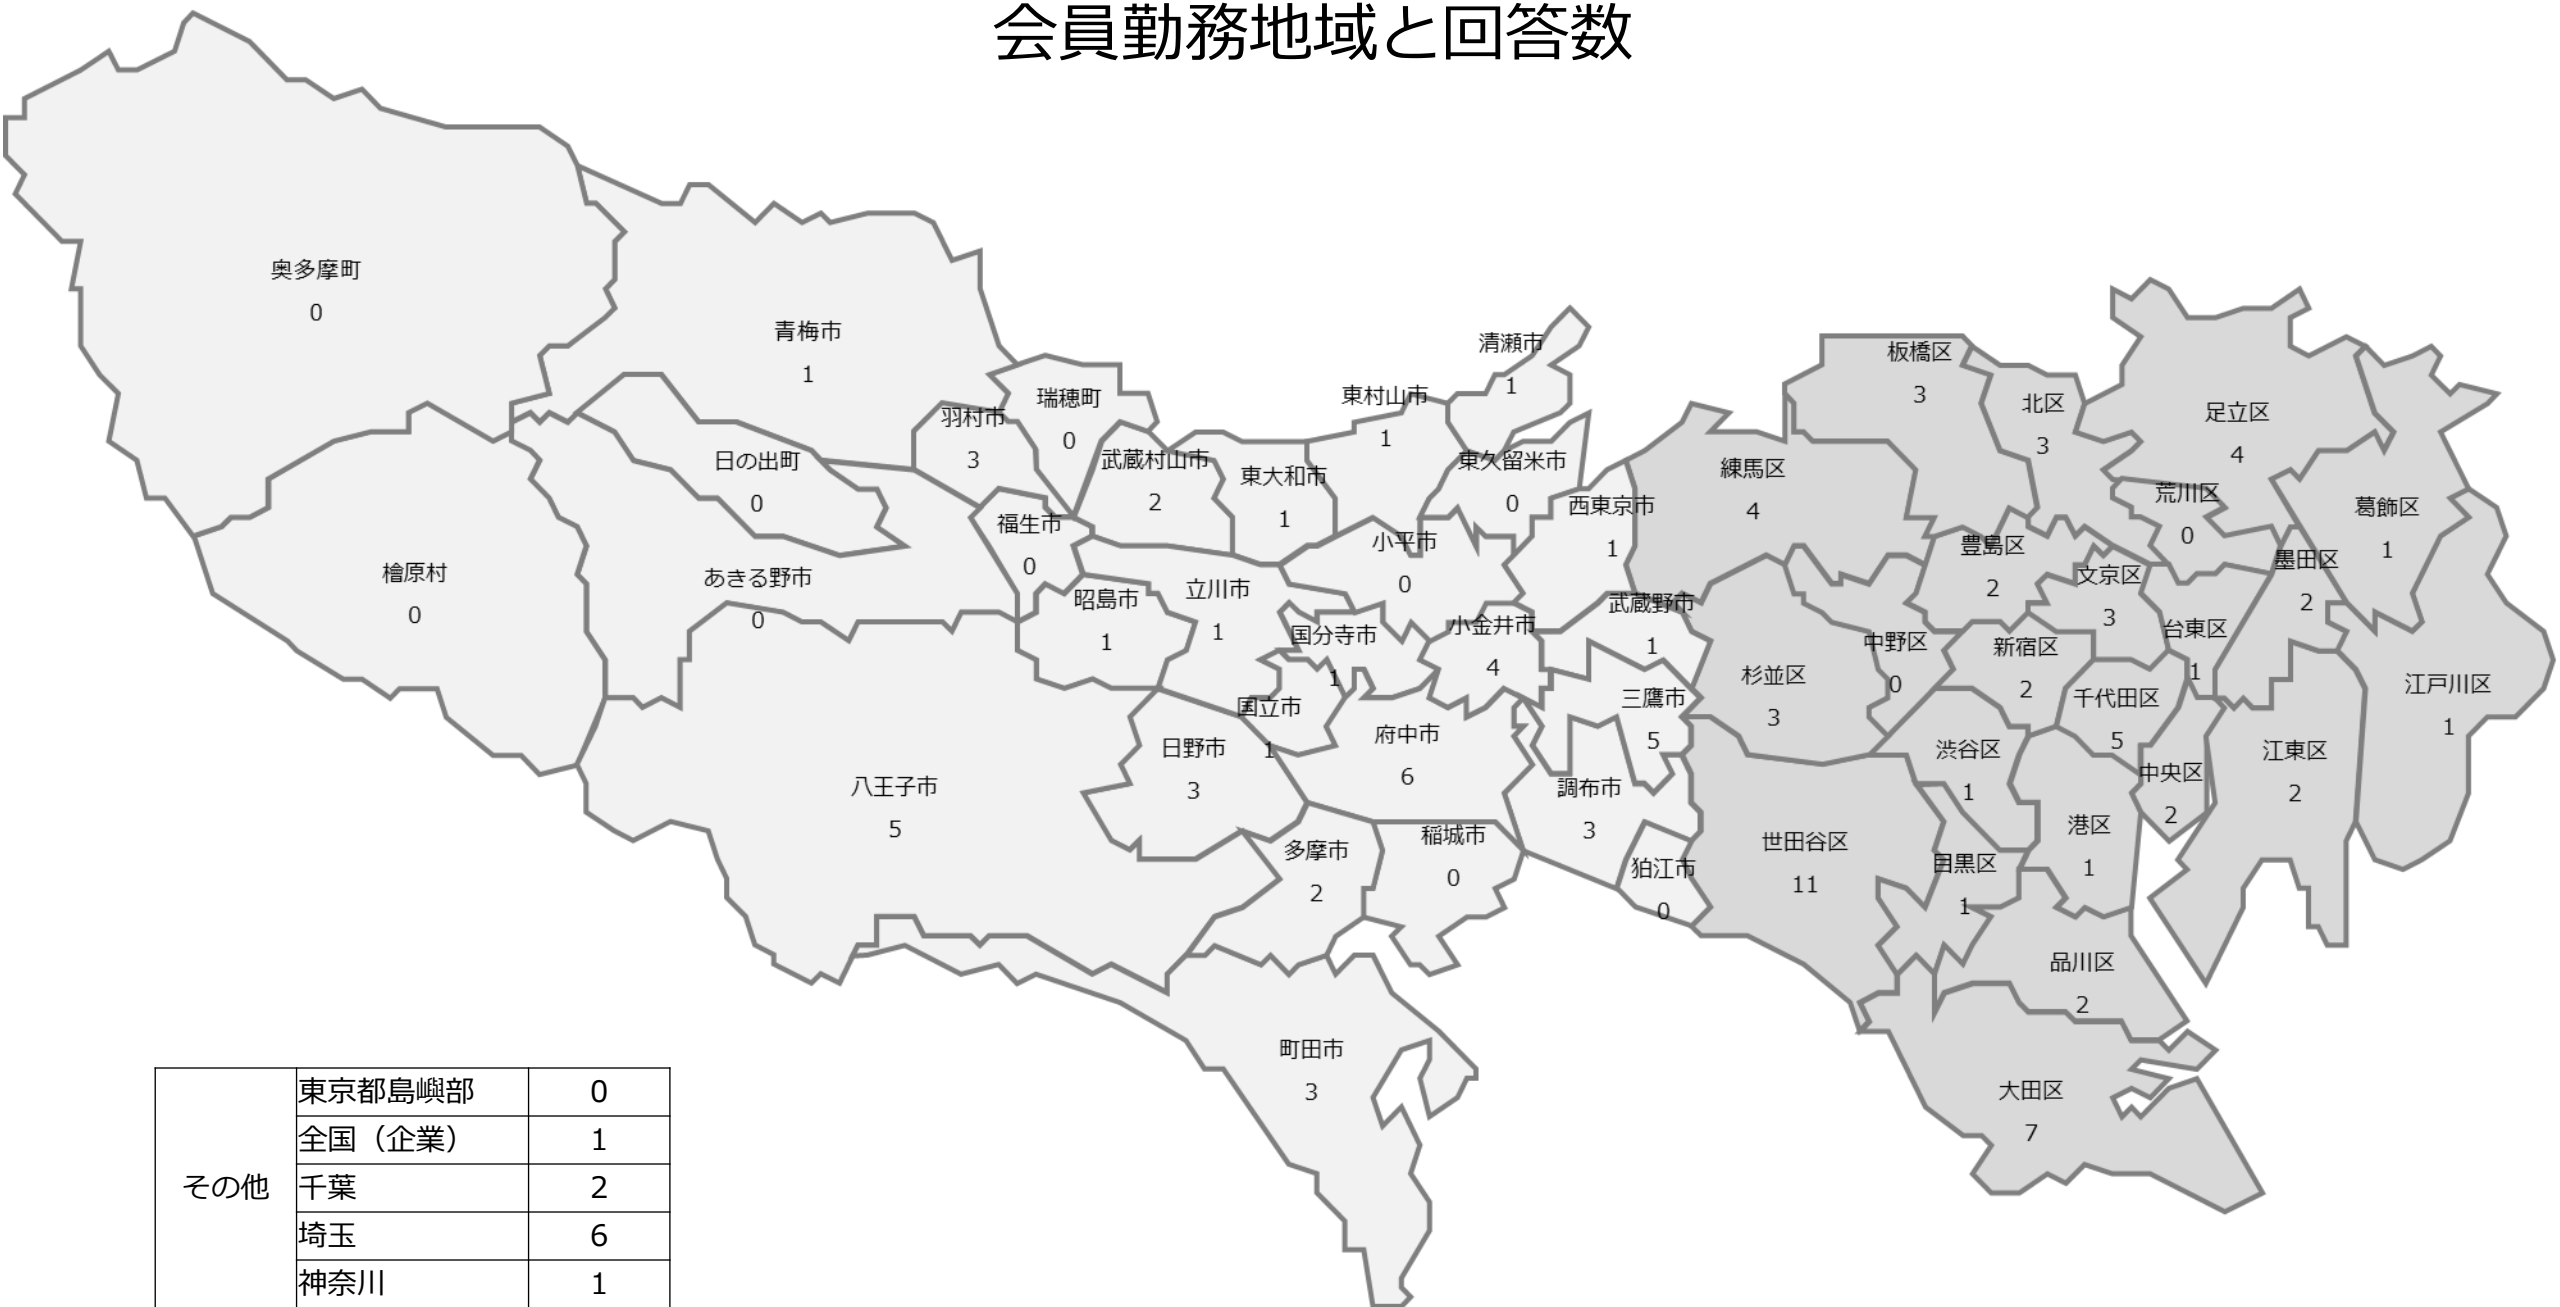 会員勤務地域と回答数
奥多摩町
0
青梅市
1
日の出町
0
檜原村
0
あきる野市
0
羽村市
3
瑞穂町
0
福生市
0
武蔵村山市
2
東大和市
1
東村山市
1
清瀬市
1
東久留米市
0
西東京市
1
小平市
0
昭島市
1
立川市
1
国分寺市
1
国立市
1
小金井市
4
武蔵野市
1
三鷹市
5
府中市
6
調布市
3
狛江市
0
日野市
3
八王子市
5
多摩市
2
稲城市
0
町田市
3
板橋区
3
北区
3
足立区
4
練馬区
4
荒川区
0
葛飾区
1
豊島区
2
文京区
3
墨田区
2
台東区
1
中野区
0
新宿区
2
杉並区
3
千代田区
5
江戸川区
1
渋谷区
1
中央区
2
江東区
2
港区
1
世田谷区
11
目黒区
1
品川区
2
大田区
7
その他
東京都島嶼部 0
全国（企業） 1
千葉 2
埼玉 6
神奈川 1